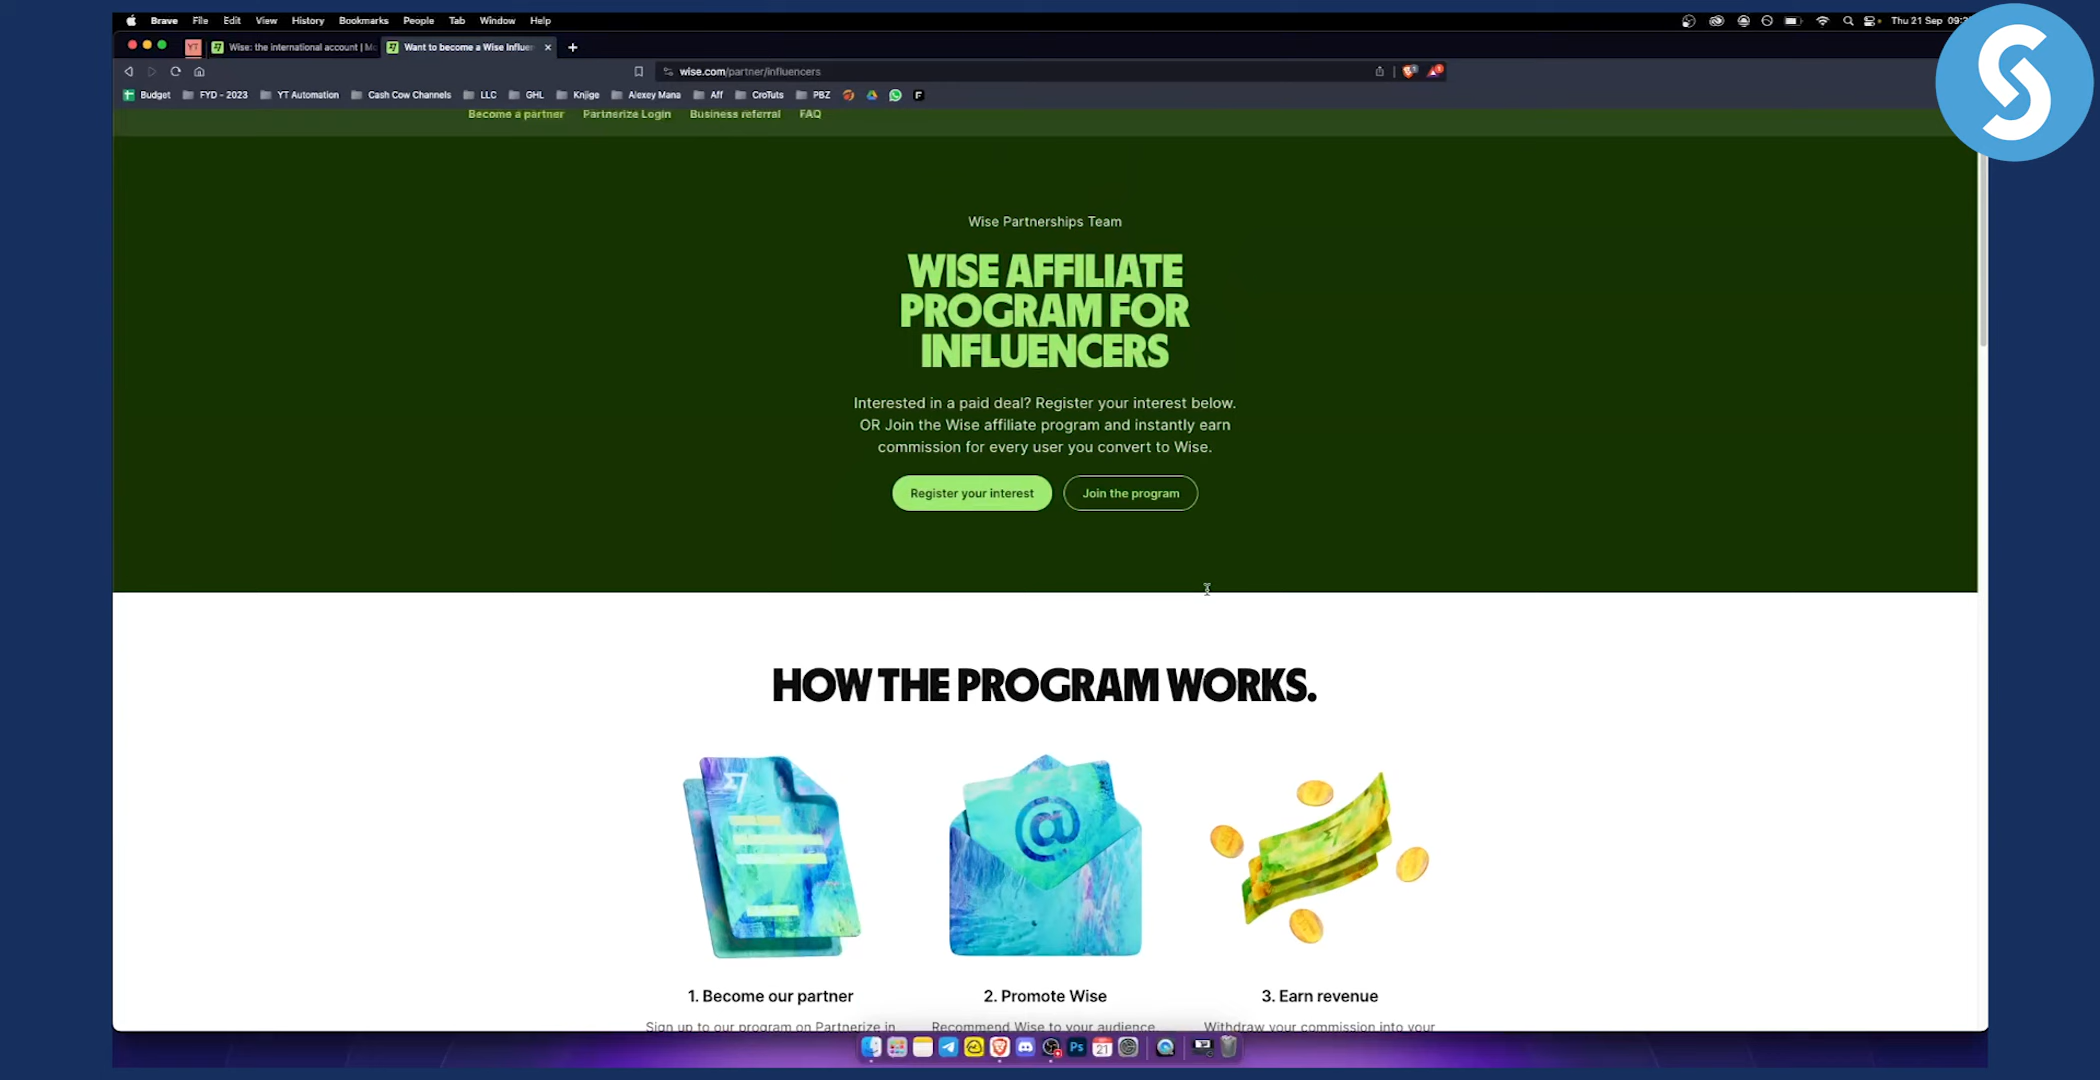 Brave File Edit View History Bookmarks People Tab Window Help Thu 21 Sep
YT Wise: the international account | Want to become a Wise Influen
wise.com/partner/influencers
Budget FYD - 2023 YT Automation Cash Cow Channels LLC GHL Knjige Alexey Mana Aff CroTuts PBZ
Become a partner Partnerize Login Business referral FAQ
Wise Partnerships Team
WISE AFFILIATE
PROGRAM FOR
INFLUENCERS
Interested in a paid deal? Register your interest below.
OR Join the Wise affiliate program and instantly earn
commission for every user you convert to Wise.
Register your interest Join the program
HOW THE PROGRAM WORKS.
1. Become our partner 2. Promote Wise 3. Earn revenue
Sign up to our program on Partnerize in Recommend Wise to your audience. Withdraw your commission into your